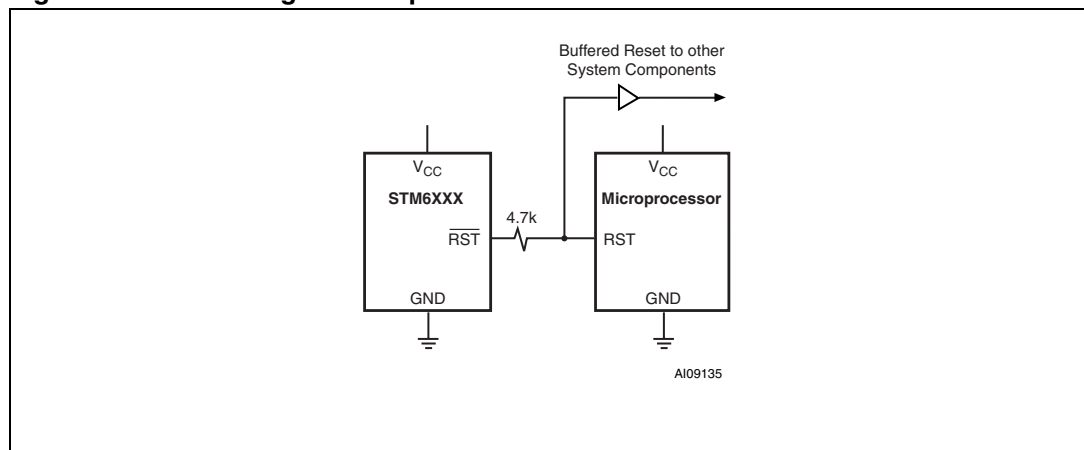 Buffered Reset to other
System Components
VCC
STM6XXX
4.7k
RST
GND
VCC
Microprocessor
RST
GND
AI09135